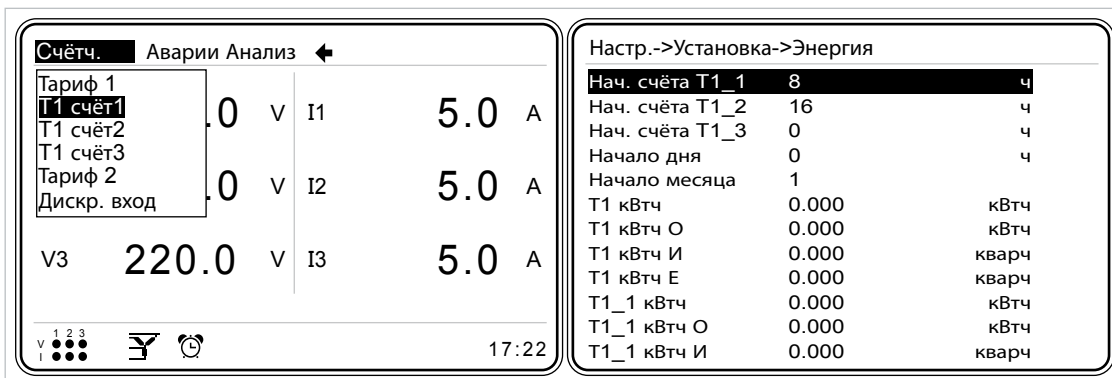 Счётч. Аварии Анализ
Тариф 1
Т1 счёт1
Т1 счёт2
Т1 счёт3
Тариф 2
Дискр. вход
.0 V I1 5.0 A
.0 V I2 5.0 A
V3 220.0 V I3 5.0 A
1 2 3
V
I
17:22
Настр.->Установка->Энергия
Нач. счёта Т1_1 8 ч
Нач. счёта Т1_2 16 ч
Нач. счёта Т1_3 0 ч
Начало дня 0 ч
Начало месяца 1
Т1 кВтч 0.000 кВтч
Т1 кВтч О 0.000 кВтч
Т1 кВтч И 0.000 кварч
Т1 кВтч Е 0.000 кварч
Т1_1 кВтч 0.000 кВтч
Т1_1 кВтч О 0.000 кВтч
Т1_1 кВтч И 0.000 кварч